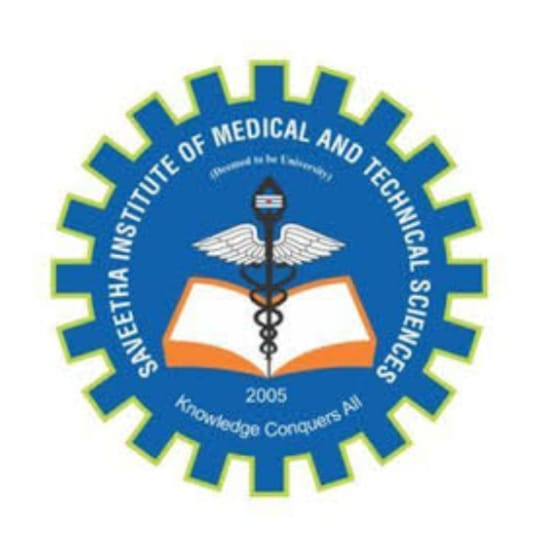 SAVEETHA INSTITUTE OF MEDICAL AND TECHNICAL SCIENCES
(Deemed to be University)
2005
Knowledge Conquers All